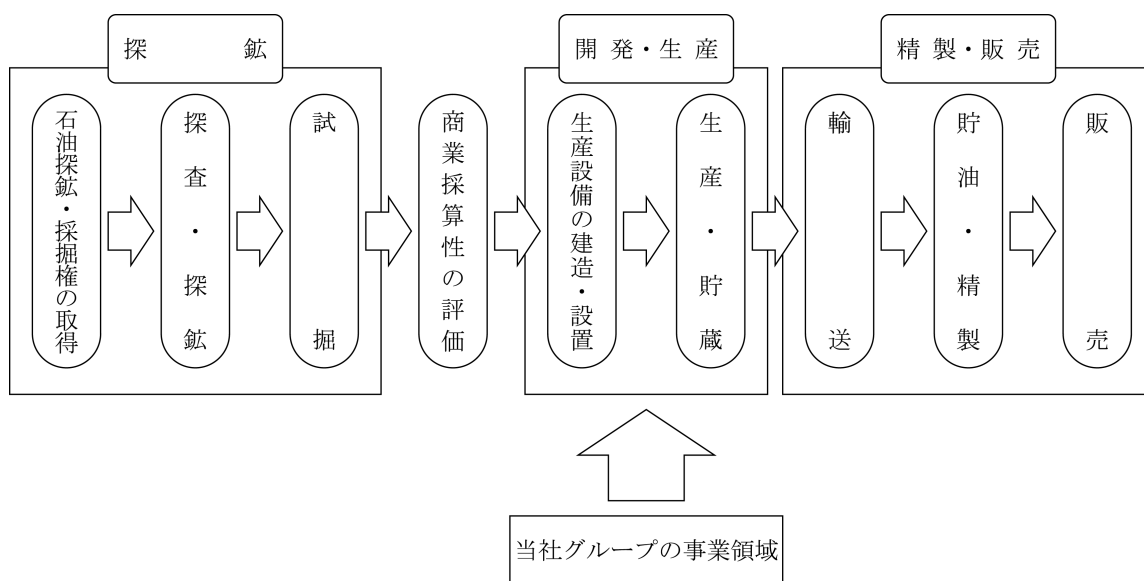 探鉱
開発・生産
精製・販売
石油探鉱・採掘権の取得
探査・探鉱
試掘
商業採算性の評価
生産設備の建造・設置
生産・貯蔵
輸送
貯油・精製
販売
当社グループの事業領域